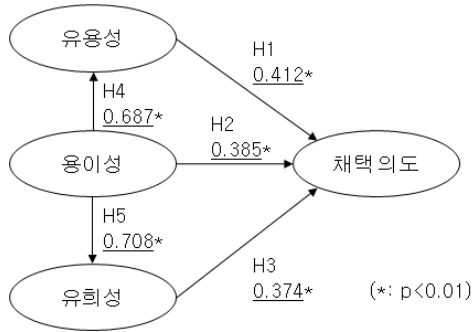 유용성
H1
0.412*
H4
0.687*
H2
0.385*
용이성
채택의도
H5
0.708*
H3
0.374*
(*: p<0.01)
유희성